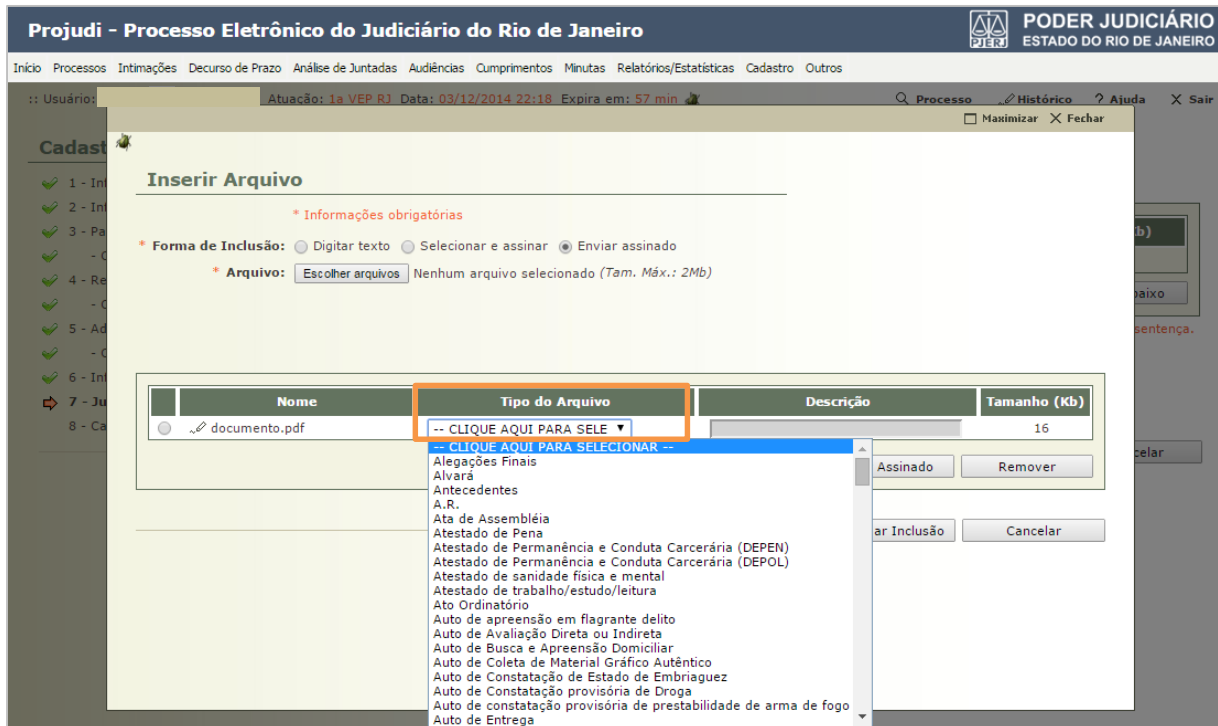 Projudi - Processo Eletrônico do Judiciário do Rio de Janeiro
PJERJ
PODER JUDICIÁRIO
ESTADO DO RIO DE JANEIRO
Início Processos Intimações Decurso de Prazo Análise de Juntadas Audiências Cumprimentos Minutas Relatórios/Estatísticas Cadastro Outros
:: Usuário: Atuação: 1a VEP RJ Data: 03/12/2014 22:18 Expira em: 57 min Processo Histórico ? Ajuda X Sair
Maximizar X Fechar
Cadast
Inserir Arquivo
1 - Int
2 - Int
3 - Pa
- C
4 - Re
- C
5 - Ad
- C
6 - Int
7 - Ju
8 - Ca
* Informações obrigatórias
* Forma de Inclusão: Digitar texto Selecionar e assinar Enviar assinado
* Arquivo: Escolher arquivos Nenhum arquivo selecionado (Tam. Máx.: 2Mb)
b)
baixo
sentença.
Nome Tipo do Arquivo Descrição Tamanho (Kb)
documento.pdf -- CLIQUE AQUI PARA SELE ▼ 16
-- CLIQUE AQUI PARA SELECIONAR --
Alegações Finais
Alvará
Antecedentes
A.R.
Ata de Assembléia
Atestado de Pena
Atestado de Permanência e Conduta Carcerária (DEPEN)
Atestado de Permanência e Conduta Carcerária (DEPOL)
Atestado de sanidade física e mental
Atestado de trabalho/estudo/leitura
Ato Ordinatório
Auto de apreensão em flagrante delito
Auto de Avaliação Direta ou Indireta
Auto de Busca e Apreensão Domiciliar
Auto de Coleta de Material Gráfico Autêntico
Auto de Constatação de Estado de Embriaguez
Auto de Constatação provisória de Droga
Auto de constatação provisória de prestabilidade de arma de fogo
Auto de Entrega
Assinado Remover
celar
ar Inclusão Cancelar